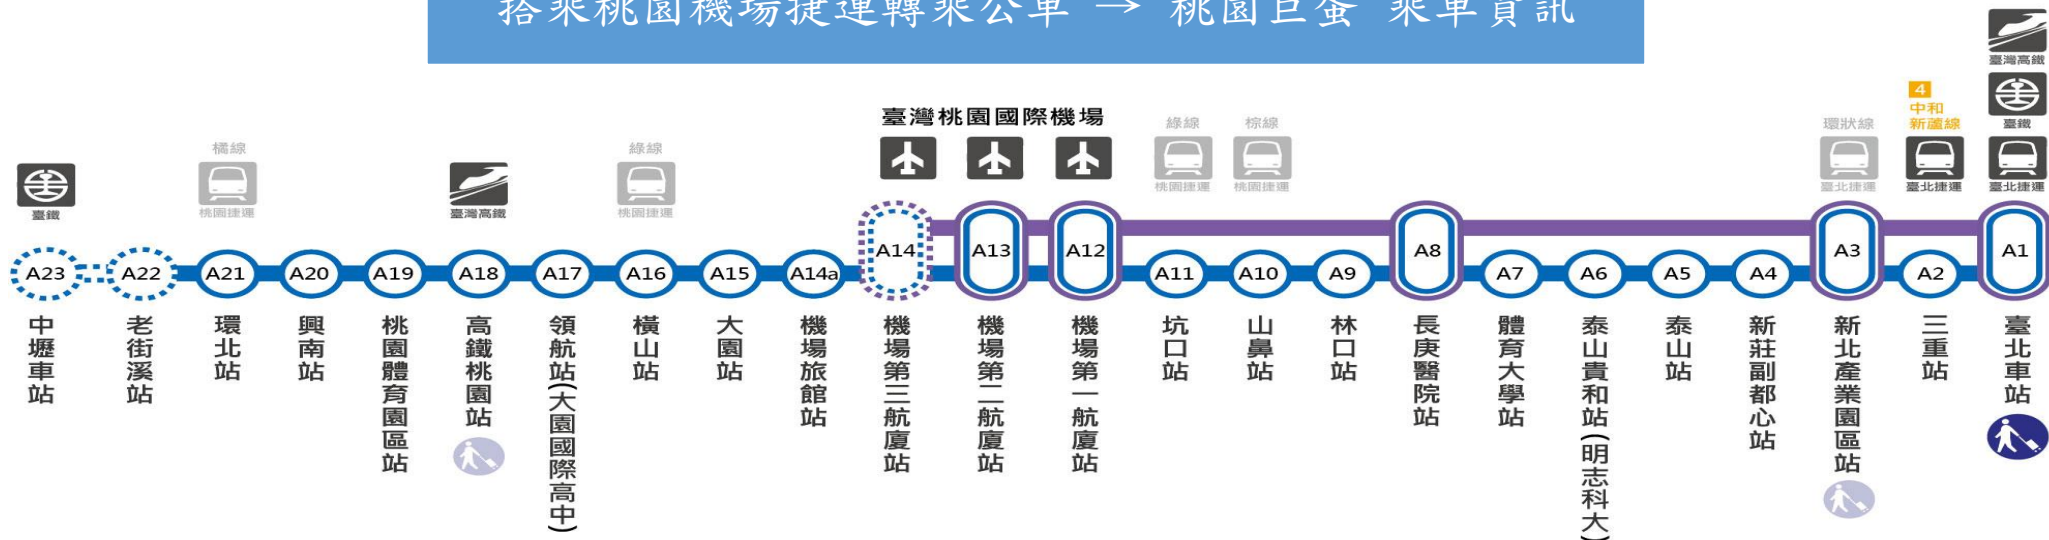 搭乘桃園機場捷運轉乘公車 → 桃園巨蛋 乘車資訊
臺灣高鐵
臺鐵
臺北捷運
4
中和
新蘆線
臺北捷運
環狀線
臺北捷運
臺灣桃園國際機場
綠線
桃園捷運
棕線
桃園捷運
綠線
桃園捷運
臺灣高鐵
橘線
桃園捷運
臺鐵
A23
A22
A21
A20
A19
A18
A17
A16
A15
A14a
A14
A13
A12
A11
A10
A9
A8
A7
A6
A5
A4
A3
A2
A1
中壢車站
老街溪站
環北站
興南站
桃園體育園區站
高鐵桃園站
領航站(大園國際高中)
橫山站
大園站
機場旅館站
機場第三航廈站
機場第二航廈站
機場第一航廈站
坑口站
山鼻站
林口站
長庚醫院站
體育大學站
泰山貴和站(明志科大)
泰山站
新莊副都心站
新北產業園區站
三重站
臺北車站